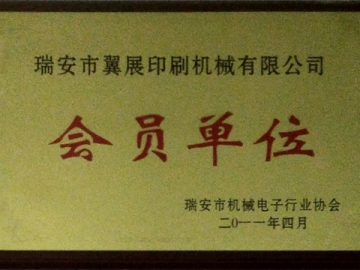 瑞安市翼展印刷机械有限公司
会员单位
瑞安市机械电子行业协会
二〇一一年四月